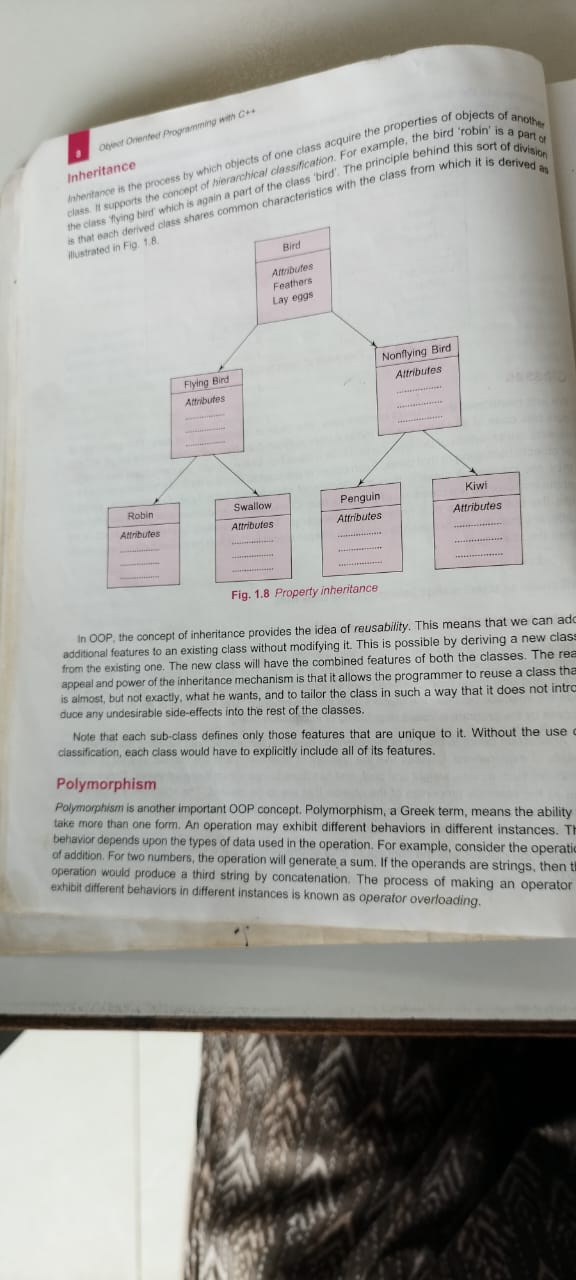 8
Object Oriented Programming with C++
Inheritance
Inheritance is the process by which objects of one class acquire the properties of objects of another
class. It supports the concept of hierarchical classification. For example, the bird 'robin' is a part of
the class 'flying bird' which is again a part of the class 'bird'. The principle behind this sort of division
is that each derived class shares common characteristics with the class from which it is derived as
illustrated in Fig. 1.8.
Bird
Attributes
Feathers
Lay eggs
Flying Bird
Attributes
..............
..............
..............
Nonflying Bird
Attributes
..............
..............
..............
Robin
Attributes
..............
..............
..............
Swallow
Attributes
..............
..............
..............
Penguin
Attributes
..............
..............
..............
Kiwi
Attributes
..............
..............
..............
Fig. 1.8 Property inheritance
In OOP, the concept of inheritance provides the idea of reusability. This means that we can add
additional features to an existing class without modifying it. This is possible by deriving a new clas
from the existing one. The new class will have the combined features of both the classes. The rea
appeal and power of the inheritance mechanism is that it allows the programmer to reuse a class tha
is almost, but not exactly, what he wants, and to tailor the class in such a way that it does not intro
duce any undesirable side-effects into the rest of the classes.
Note that each sub-class defines only those features that are unique to it. Without the use
classification, each class would have to explicitly include all of its features.
Polymorphism
Polymorphism is another important OOP concept. Polymorphism, a Greek term, means the ability
take more than one form. An operation may exhibit different behaviors in different instances. Th
behavior depends upon the types of data used in the operation. For example, consider the operatio
of addition. For two numbers, the operation will generate a sum. If the operands are strings, then th
operation would produce a third string by concatenation. The process of making an operator
exhibit different behaviors in different instances is known as operator overloading.